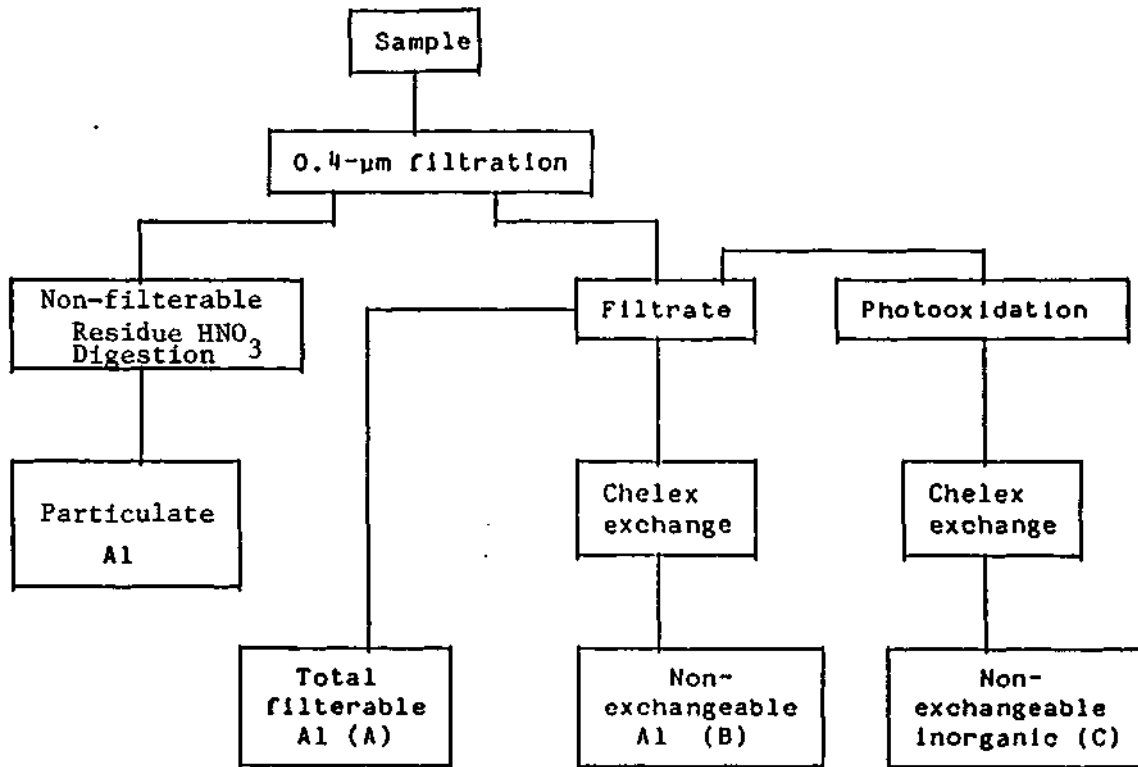 Sample
0.4-µm filtration
Non-filterable
Residue HNO3
Digestion
Filtrate
Photooxidation
Particulate
Al
Chelex
exchange
Chelex
exchange
Total
filterable
Al (A)
Non-
exchangeable
Al (B)
Non-
exchangeable
inorganic (C)